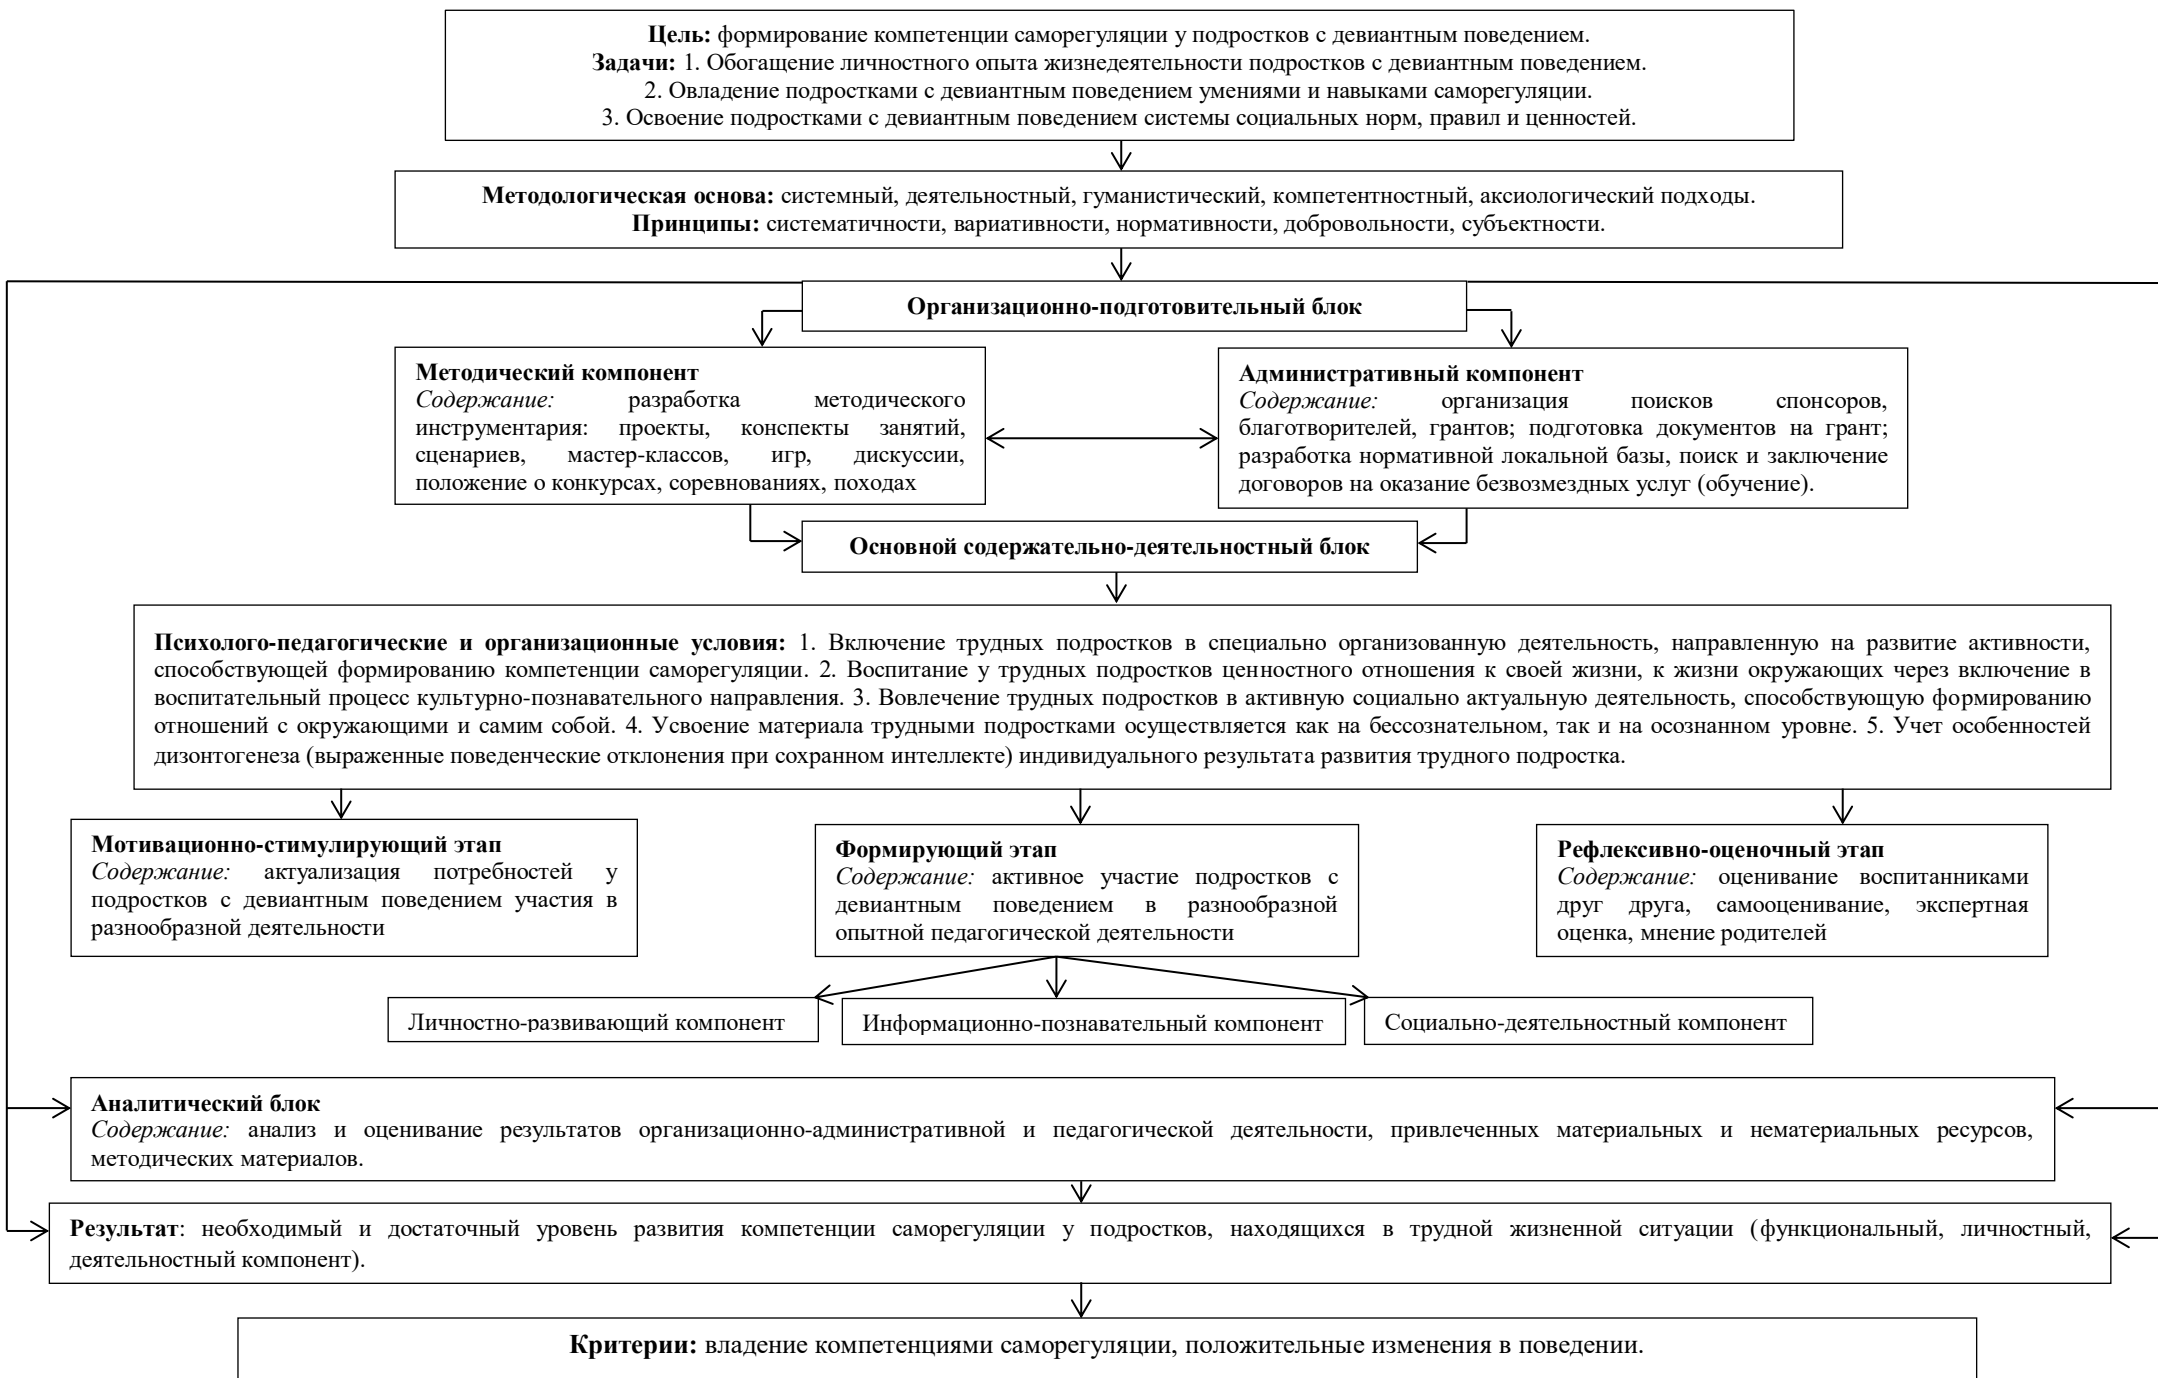 Цель: формирование компетенции саморегуляции у подростков с девиантным поведением.
Задачи: 1. Обогащение личностного опыта жизнедеятельности подростков с девиантным поведением.
2. Овладение подростками с девиантным поведением умениями и навыками саморегуляции.
3. Освоение подростками с девиантным поведением системы социальных норм, правил и ценностей.
Методологическая основа: системный, деятельностный, гуманистический, компетентностный, аксиологический подходы.
Принципы: систематичности, вариативности, нормативности, добровольности, субъектности.
Организационно-подготовительный блок
Методический компонент
Содержание: разработка методического
инструментария: проекты, конспекты занятий,
сценариев, мастер-классов, игр, дискуссии,
положение о конкурсах, соревнованиях, походах
Административный компонент
Содержание: организация поисков спонсоров,
благотворителей, грантов; подготовка документов на грант;
разработка нормативной локальной базы, поиск и заключение
договоров на оказание безвозмездных услуг (обучение).
Основной содержательно-деятельностный блок
Психолого-педагогические и организационные условия: 1. Включение трудных подростков в специально организованную деятельность, направленную на развитие активности,
способствующей формированию компетенции саморегуляции. 2. Воспитание у трудных подростков ценностного отношения к своей жизни, к жизни окружающих через включение в
воспитательный процесс культурно-познавательного направления. 3. Вовлечение трудных подростков в активную социально актуальную деятельность, способствующую формированию
отношений с окружающими и самим собой. 4. Усвоение материала трудными подростками осуществляется как на бессознательном, так и на осознанном уровне. 5. Учет особенностей
дизонтогенеза (выраженные поведенческие отклонения при сохранном интеллекте) индивидуального результата развития трудного подростка.
Мотивационно-стимулирующий этап
Содержание: актуализация потребностей у
подростков с девиантным поведением участия в
разнообразной деятельности
Формирующий этап
Содержание: активное участие подростков с
девиантным поведением в разнообразной
опытной педагогической деятельности
Рефлексивно-оценочный этап
Содержание: оценивание воспитанниками
друг друга, самооценивание, экспертная
оценка, мнение родителей
Личностно-развивающий компонент
Информационно-познавательный компонент
Социально-деятельностный компонент
Аналитический блок
Содержание: анализ и оценивание результатов организационно-административной и педагогической деятельности, привлеченных материальных и нематериальных ресурсов,
методических материалов.
Результат: необходимый и достаточный уровень развития компетенции саморегуляции у подростков, находящихся в трудной жизненной ситуации (функциональный, личностный,
деятельностный компонент).
Критерии: владение компетенциями саморегуляции, положительные изменения в поведении.